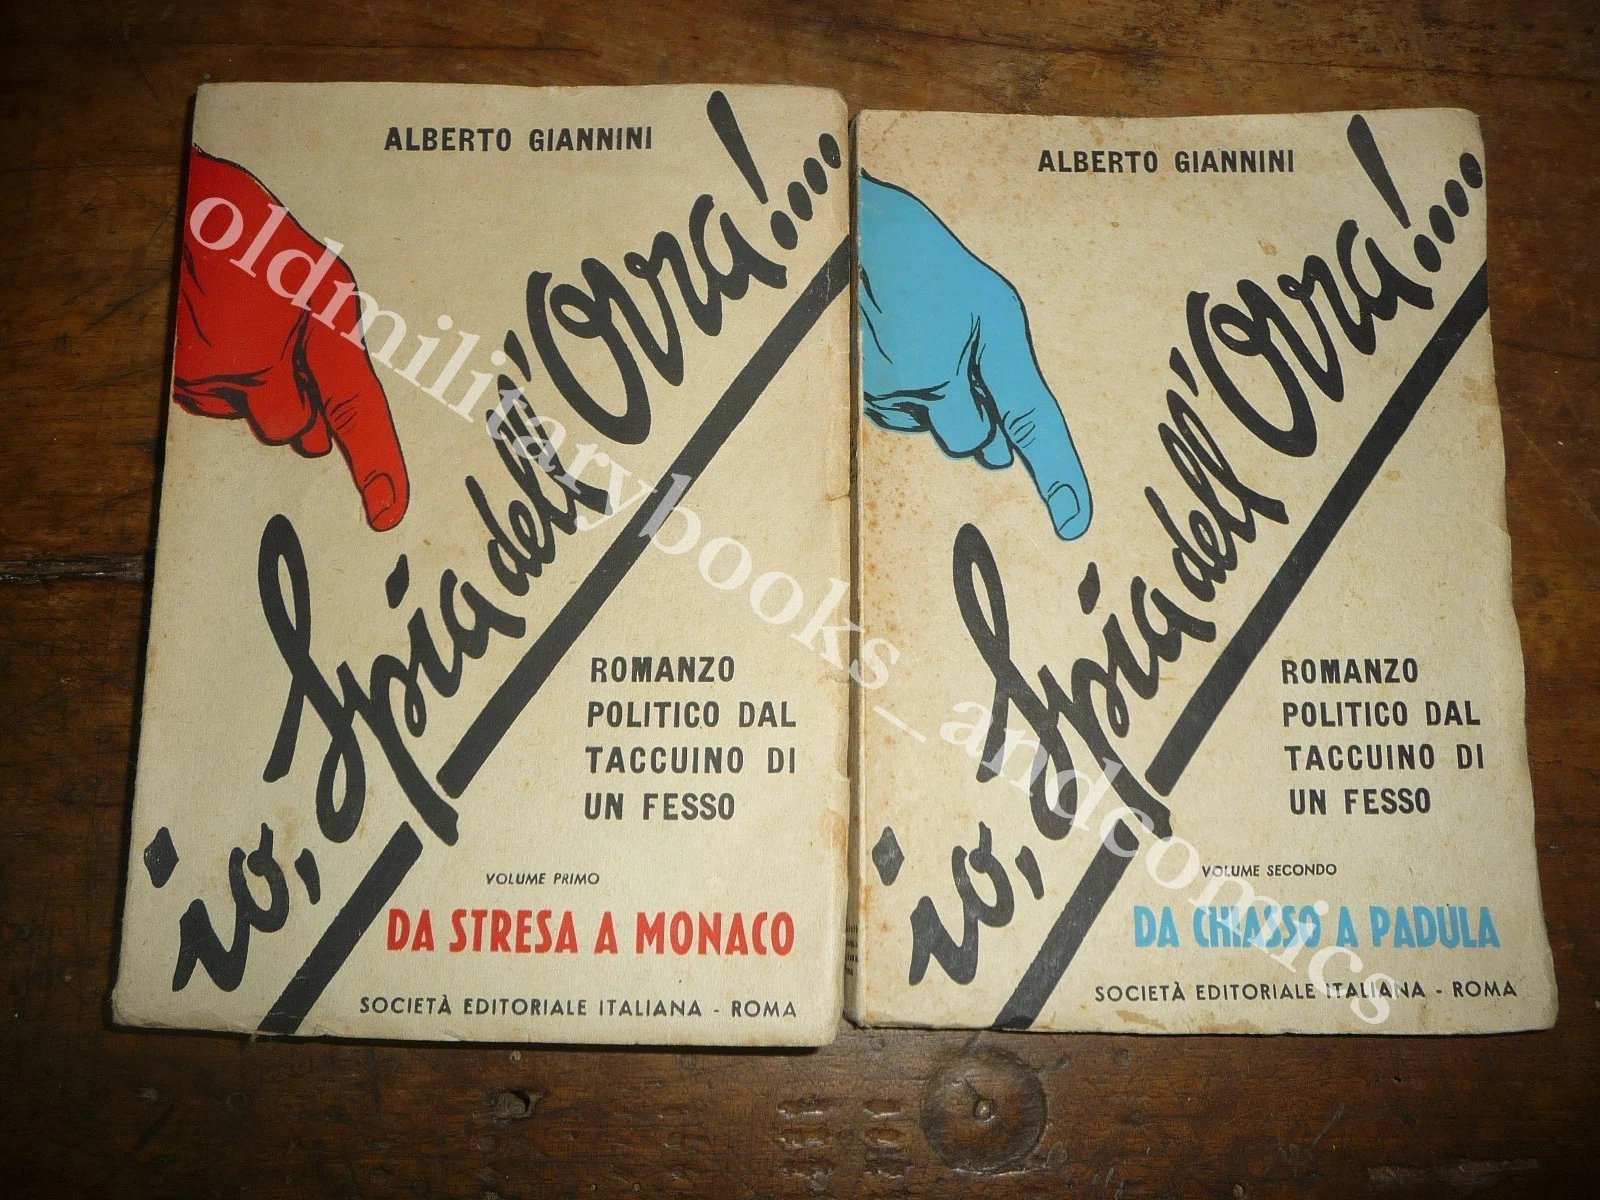 ALBERTO GIANNINI
io, Spia dell'Ovra!....
ROMANZO
POLITICO DAL
TACCUINO DI
UN FESSO
VOLUME PRIMO
DA STRESA A MONACO
SOCIETÀ EDITORIALE ITALIANA - ROMA
ALBERTO GIANNINI
io, Spia dell'Ovra!....
ROMANZO
POLITICO DAL
TACCUINO DI
UN FESSO
VOLUME SECONDO
DA CHIASSO A PADULA
SOCIETÀ EDITORIALE ITALIANA - ROMA
oldmilitarybooks_andcomics